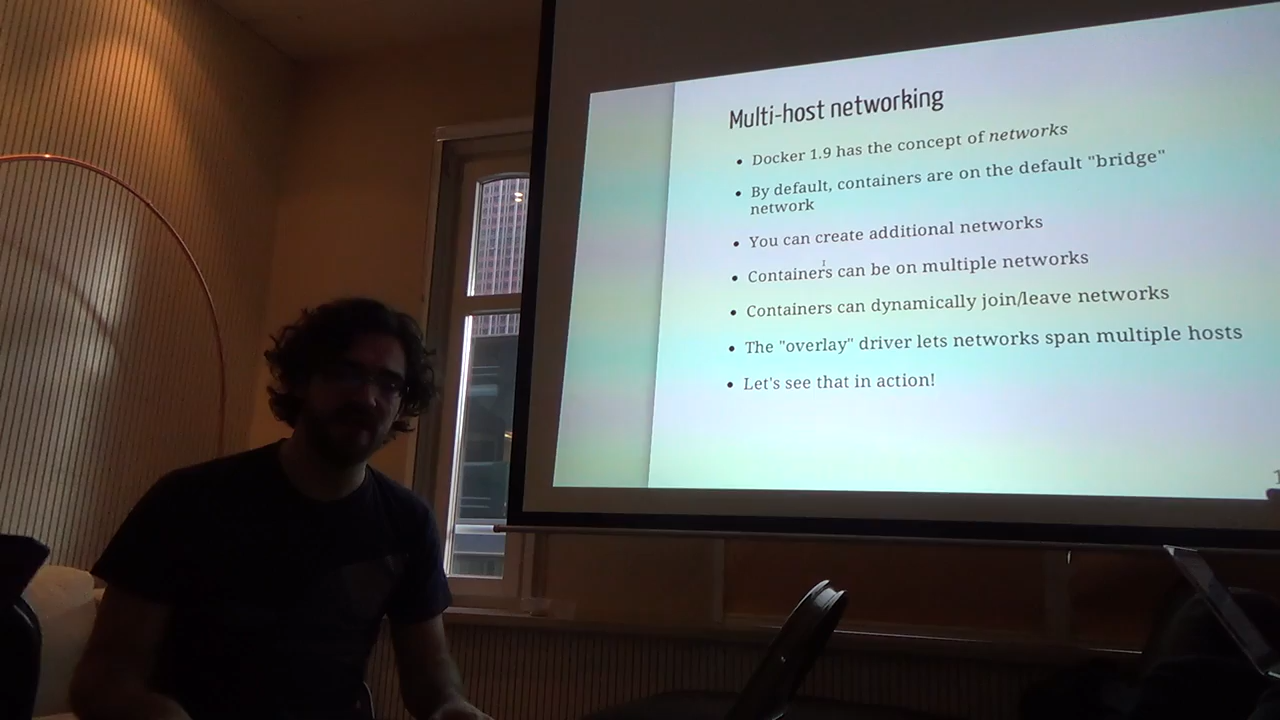 Multi-host networking
• Docker 1.9 has the concept of networks
• By default, containers are on the default "bridge"
network
• You can create additional networks
• Containers can be on multiple networks
• Containers can dynamically join/leave networks
• The "overlay" driver lets networks span multiple hosts
• Let's see that in action!